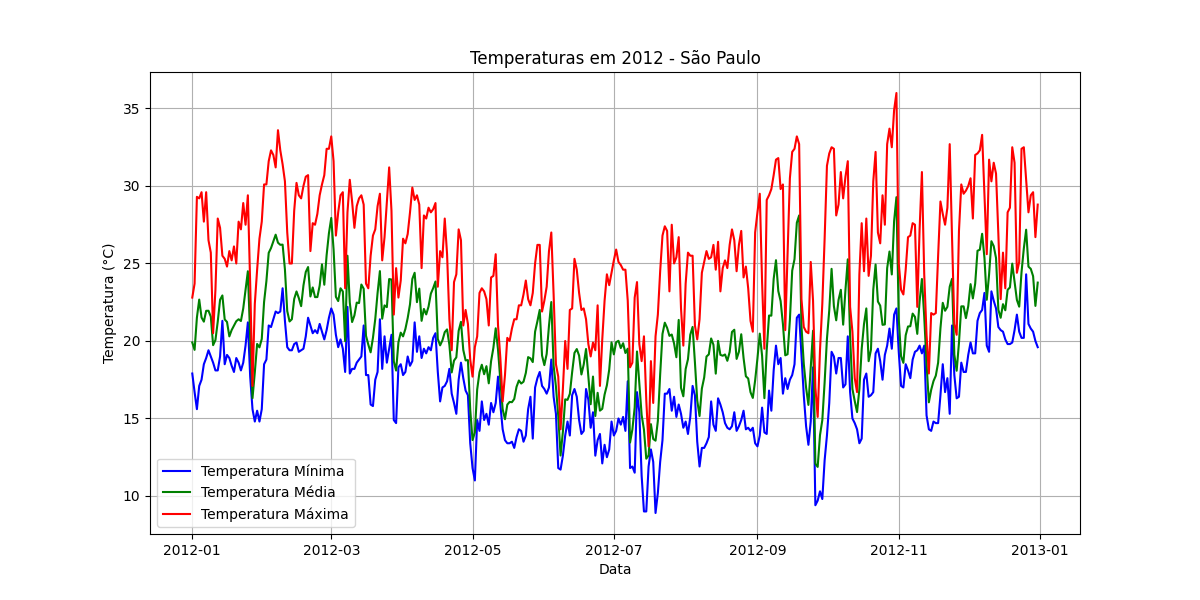 Temperaturas em 2012 - São Paulo
Temperatura (°C)
35
30
25
20
15
10
Temperatura Mínima
Temperatura Média
Temperatura Máxima
2012-01
2012-03
2012-05
2012-07
2012-09
2012-11
2013-01
Data